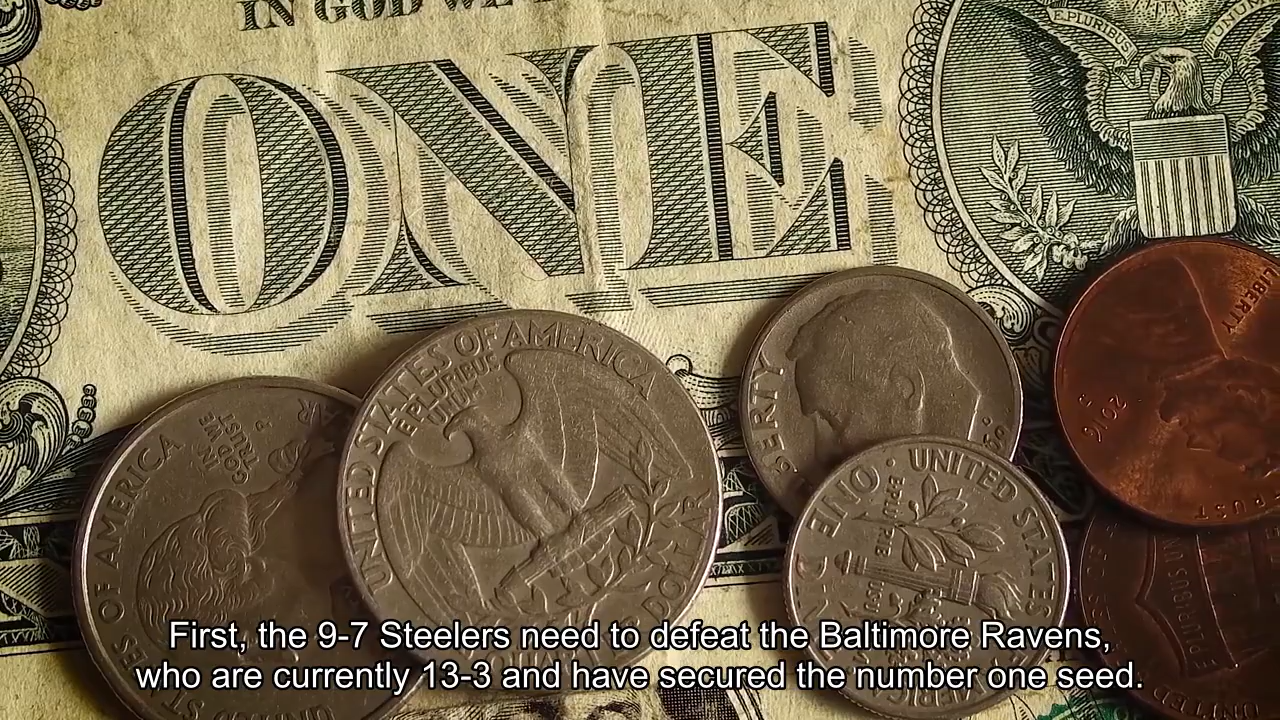 IN GOD WE
ONE
E PLURIBUS
UNUM
UNITED STATES OF AMERICA
E PLURIBUS
UNUM
DOLLAR
OF AMERICA
IN
GOD WE
TRUST
P
LIBERTY
2016
TRUST
ONE
UNITED STATES
First, the 9-7 Steelers need to defeat the Baltimore Ravens,
who are currently 13-3 and have secured the number one seed.